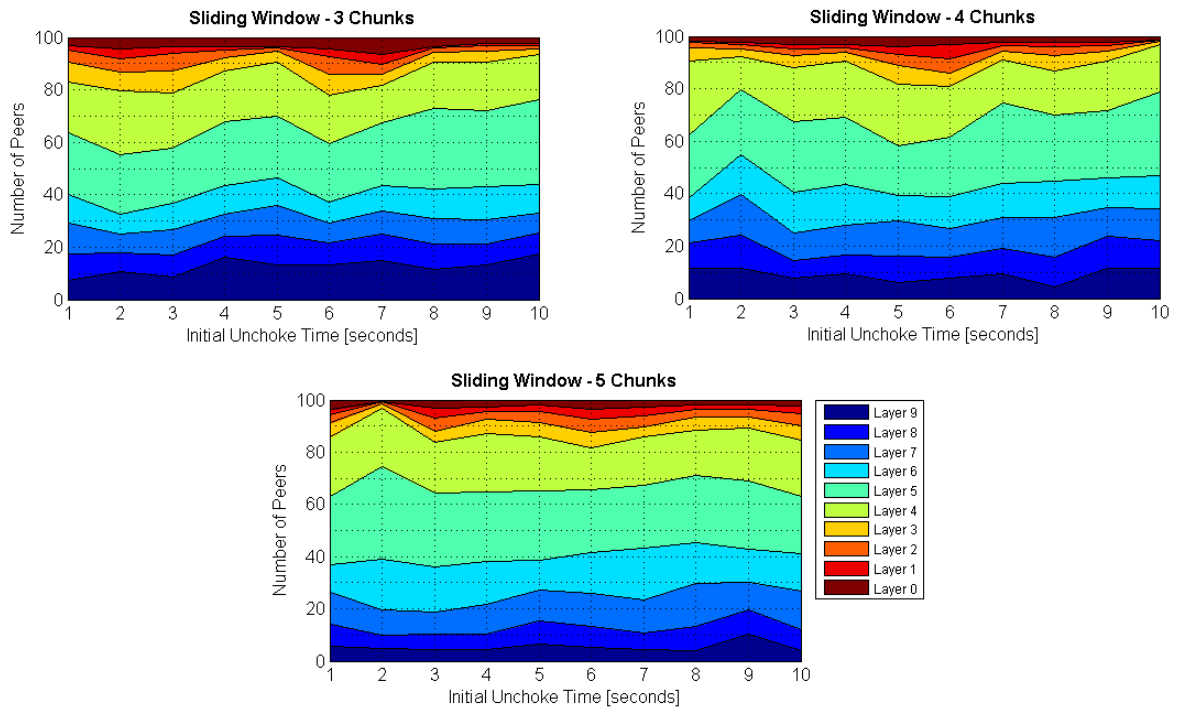 Sliding Window - 3 Chunks
100
80
60
40
20
0
Number of Peers
1 2 3 4 5 6 7 8 9 10
Initial Unchoke Time [seconds]
Sliding Window - 4 Chunks
100
80
60
40
20
0
Number of Peers
1 2 3 4 5 6 7 8 9 10
Initial Unchoke Time [seconds]
Sliding Window - 5 Chunks
100
80
60
40
20
0
Number of Peers
1 2 3 4 5 6 7 8 9 10
Initial Unchoke Time [seconds]
Layer 9
Layer 8
Layer 7
Layer 6
Layer 5
Layer 4
Layer 3
Layer 2
Layer 1
Layer 0